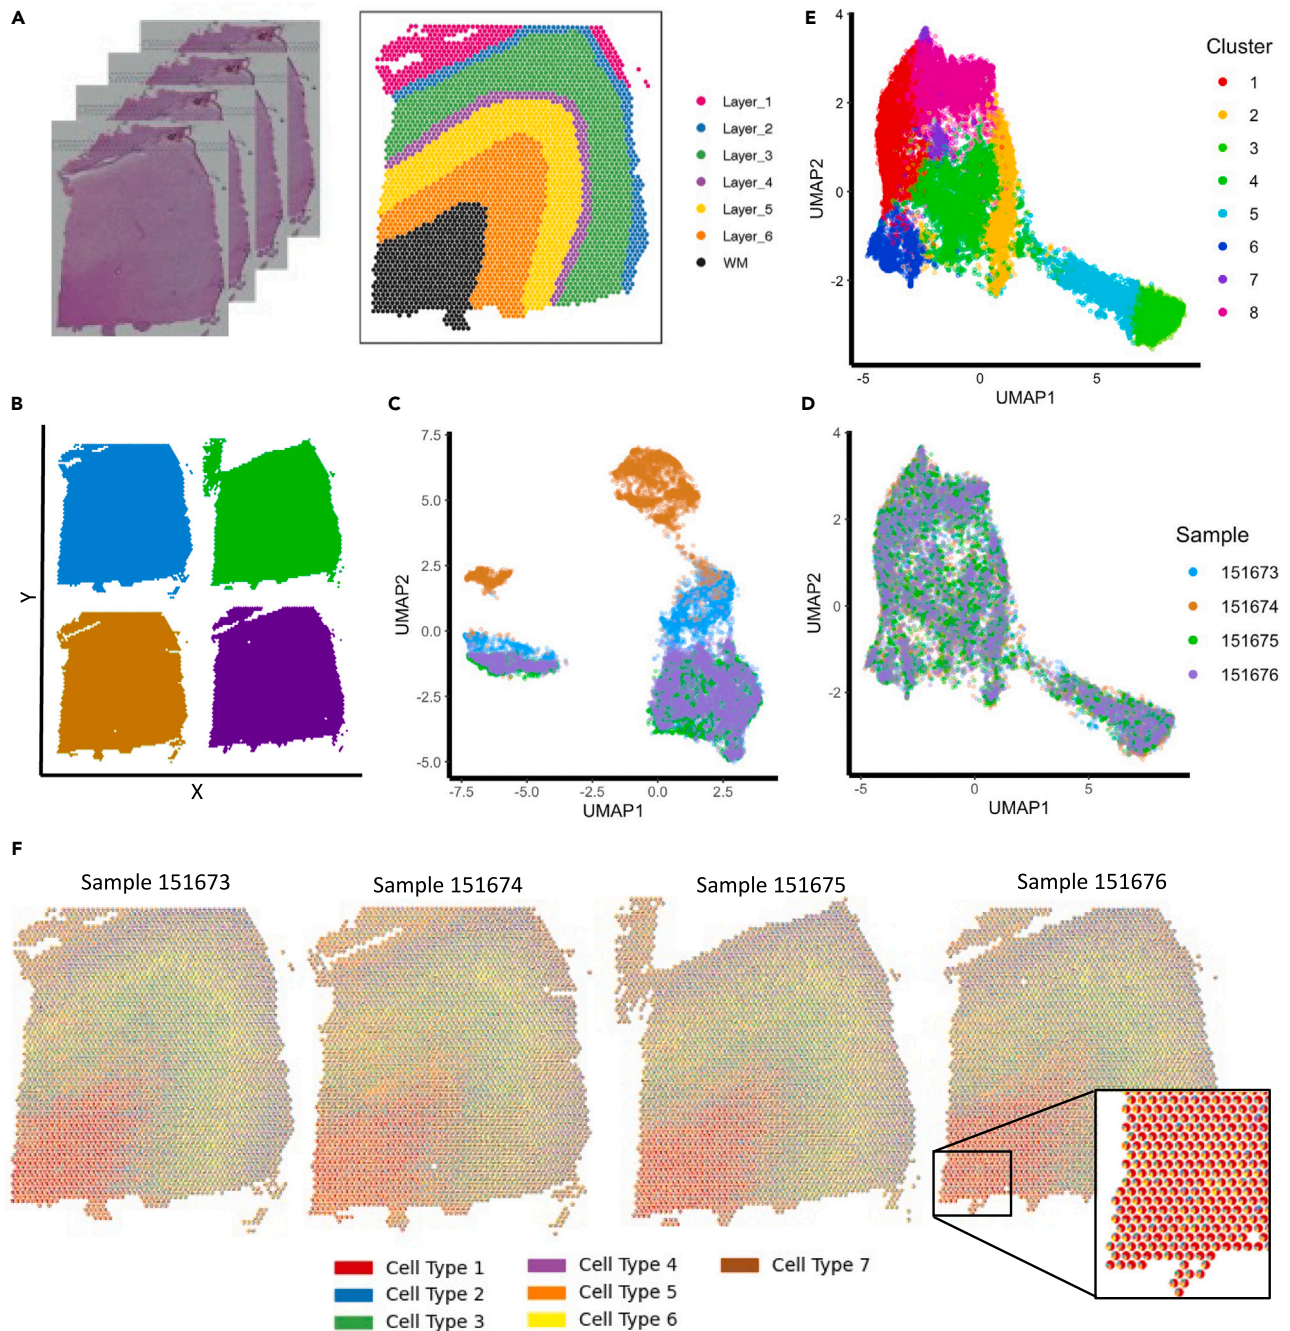 A
Layer_1
Layer_2
Layer_3
Layer_4
Layer_5
Layer_6
WM
E
4
2
0
-2
UMAP2
-5
0
5
UMAP1
Cluster
1
2
3
4
5
6
7
8
B
Y
X
C
7.5
5.0
2.5
0.0
-2.5
-5.0
UMAP2
-7.5
-5.0
-2.5
0.0
2.5
UMAP1
D
4
2
0
-2
UMAP2
-5
0
5
UMAP1
Sample
151673
151674
151675
151676
F
Sample 151673
Sample 151674
Sample 151675
Sample 151676
Cell Type 1
Cell Type 2
Cell Type 3
Cell Type 4
Cell Type 5
Cell Type 6
Cell Type 7